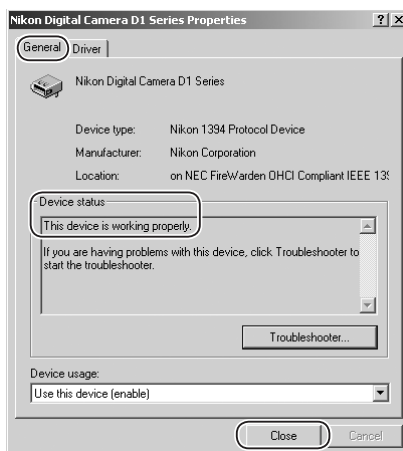 Nikon Digital Camera D1 Series Properties
General Driver
Nikon Digital Camera D1 Series
Device type: Nikon 1394 Protocol Device
Manufacturer: Nikon Corporation
Location: on NEC FireWarden OHCI Compliant IEEE 139
Device status
This device is working properly.
If you are having problems with this device, click Troubleshooter to
start the troubleshooter.
Troubleshooter...
Device usage:
Use this device (enable)
Close Cancel